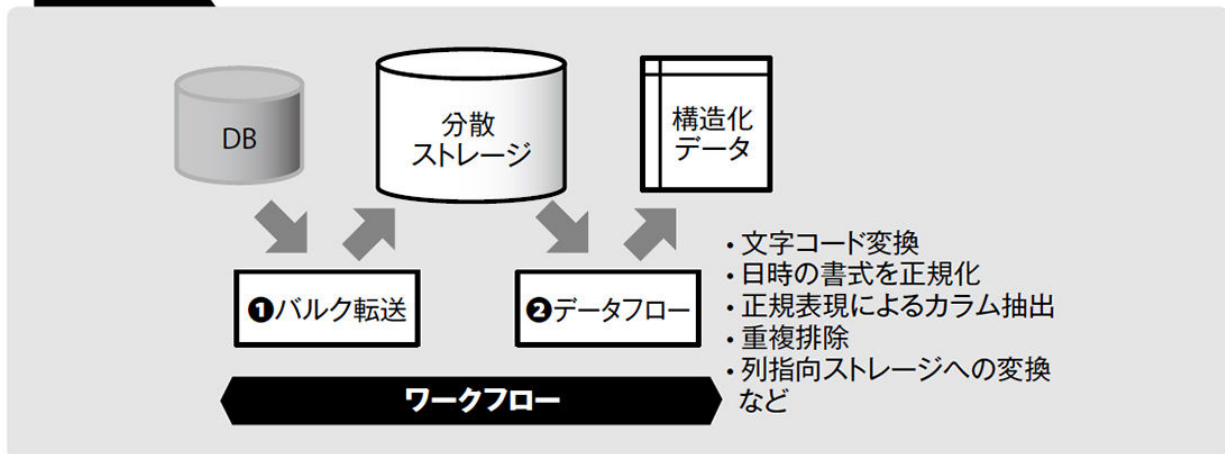 DB
分散
ストレージ
構造化
データ
❶バルク転送
❷データフロー
・文字コード変換
・日時の書式を正規化
・正規表現によるカラム抽出
・重複排除
・列指向ストレージへの変換
など
ワークフロー